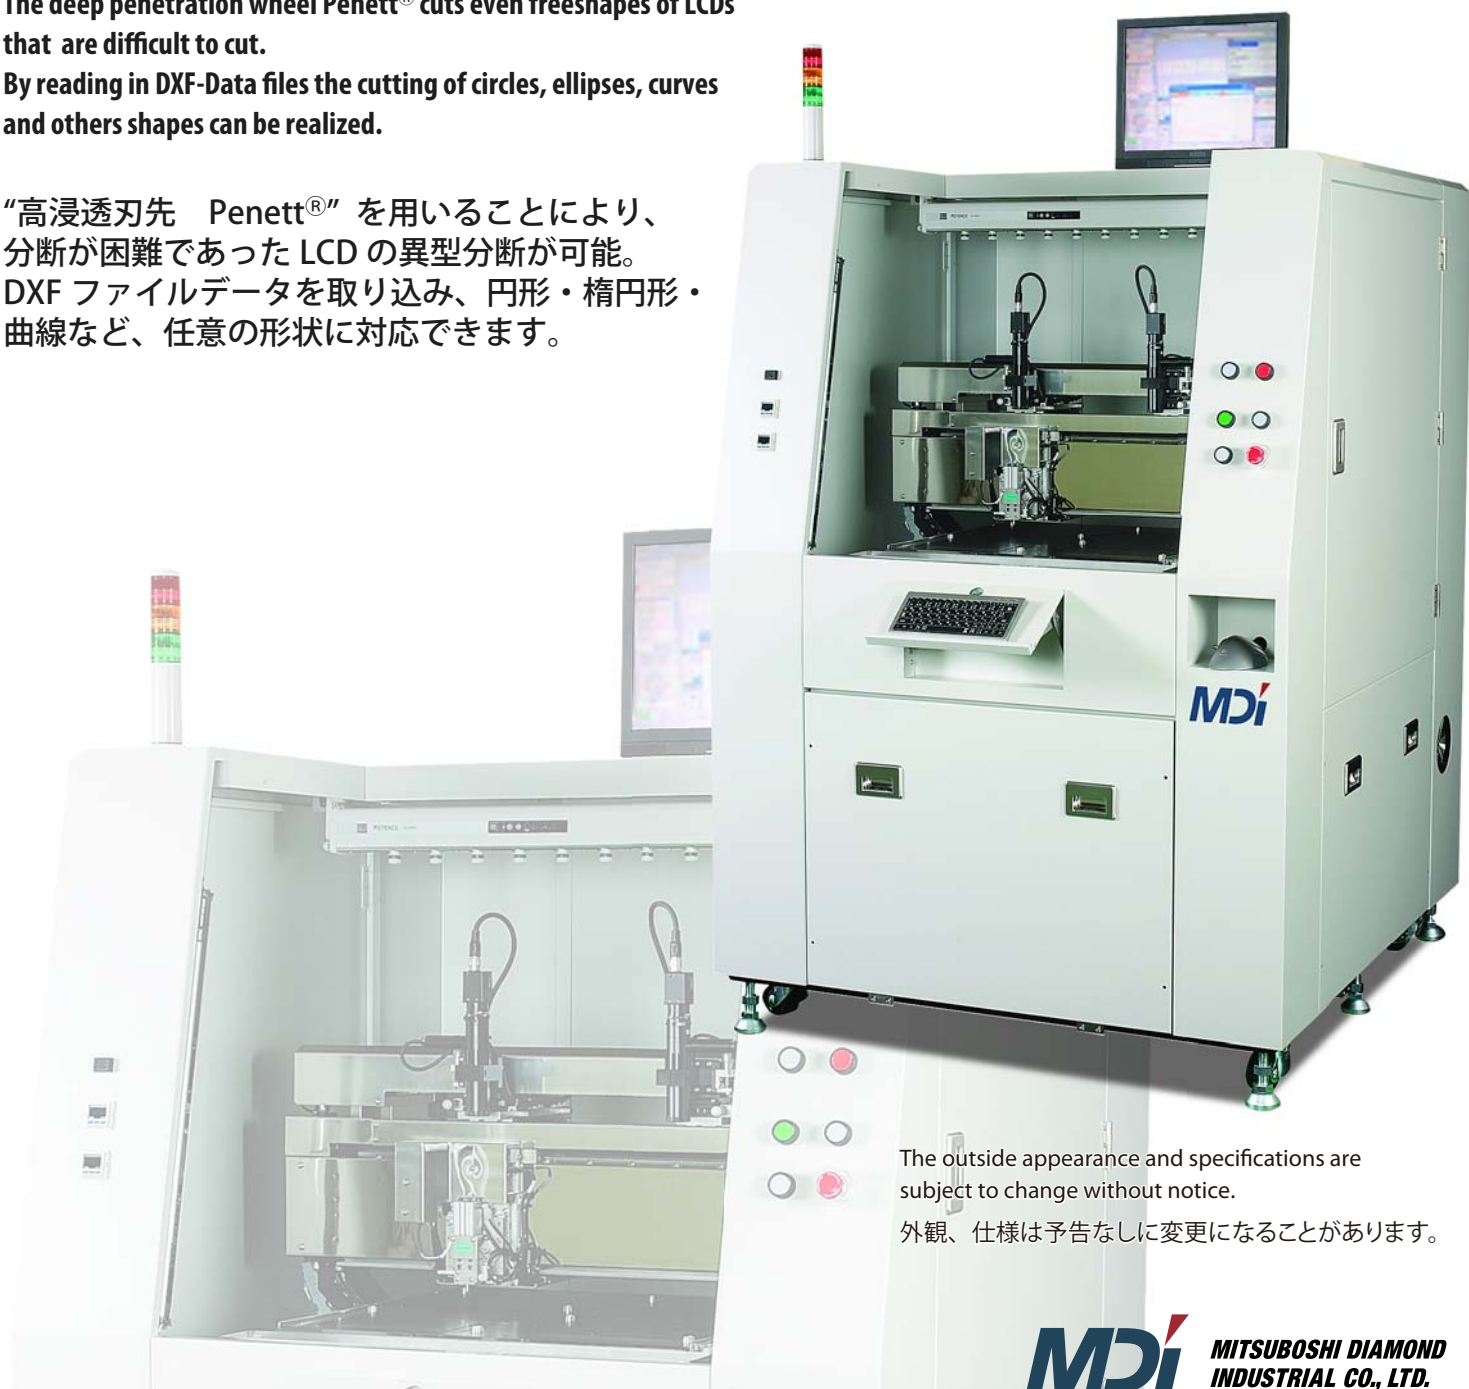 The deep penetration wheel Penett® cuts even freeshapes of LCDs
that are difficult to cut.
By reading in DXF-Data files the cutting of circles, ellipses, curves
and others shapes can be realized.
“高浸透刃先　Penett®” を用いることにより、
分断が困難であった LCD の異型分断が可能。
DXF ファイルデータを取り込み、円形・楕円形・
曲線など、任意の形状に対応できます。
KEYENCE
MDi
KEYENCE
The outside appearance and specifications are
subject to change without notice.
外観、仕様は予告なしに変更になることがあります。
MDi
MITSUBOSHI DIAMOND
INDUSTRIAL CO., LTD.